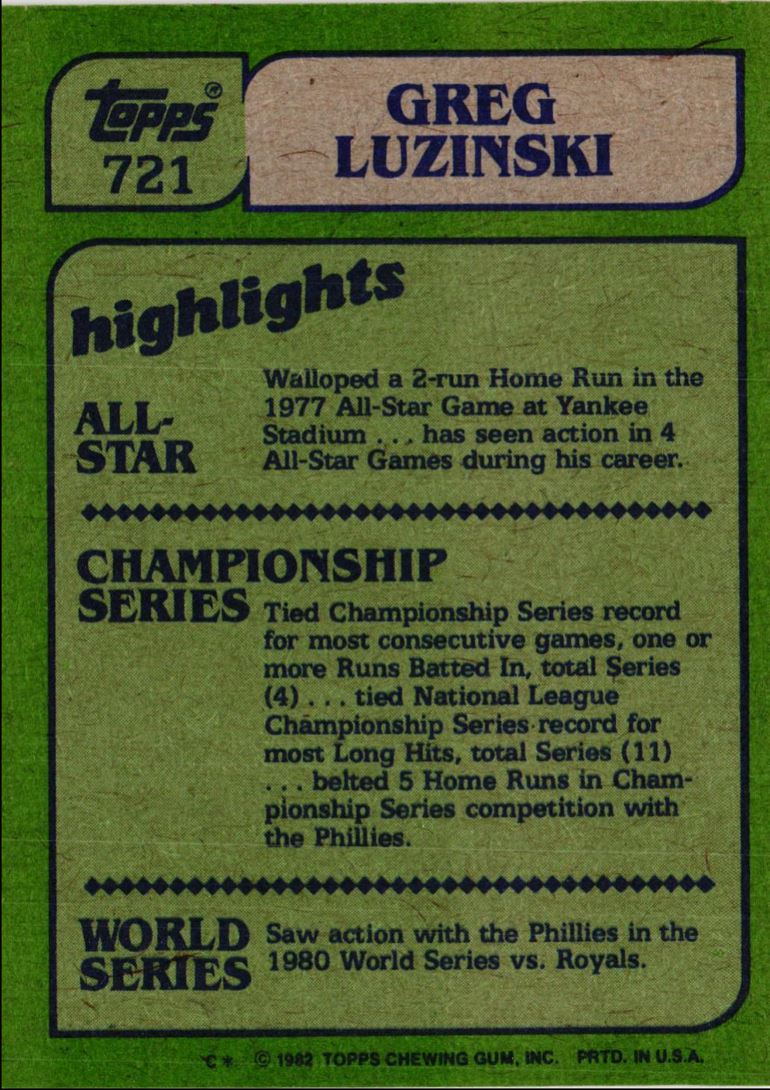 Topps®
721
GREG
LUZINSKI
highlights
ALL-
STAR
Walloped a 2-run Home Run in the
1977 All-Star Game at Yankee
Stadium . . . has seen action in 4
All-Star Games during his career.
CHAMPIONSHIP
SERIES
Tied Championship Series record
for most consecutive games, one or
more Runs Batted In, total Series
(4) . . . tied National League
Championship Series record for
most Long Hits, total Series (11)
. . . belted 5 Home Runs in Cham-
pionship Series competition with
the Phillies.
WORLD
SERIES
Saw action with the Phillies in the
1980 World Series vs. Royals.
C * © 1982 TOPPS CHEWING GUM, INC. PRTD. IN U.S.A.